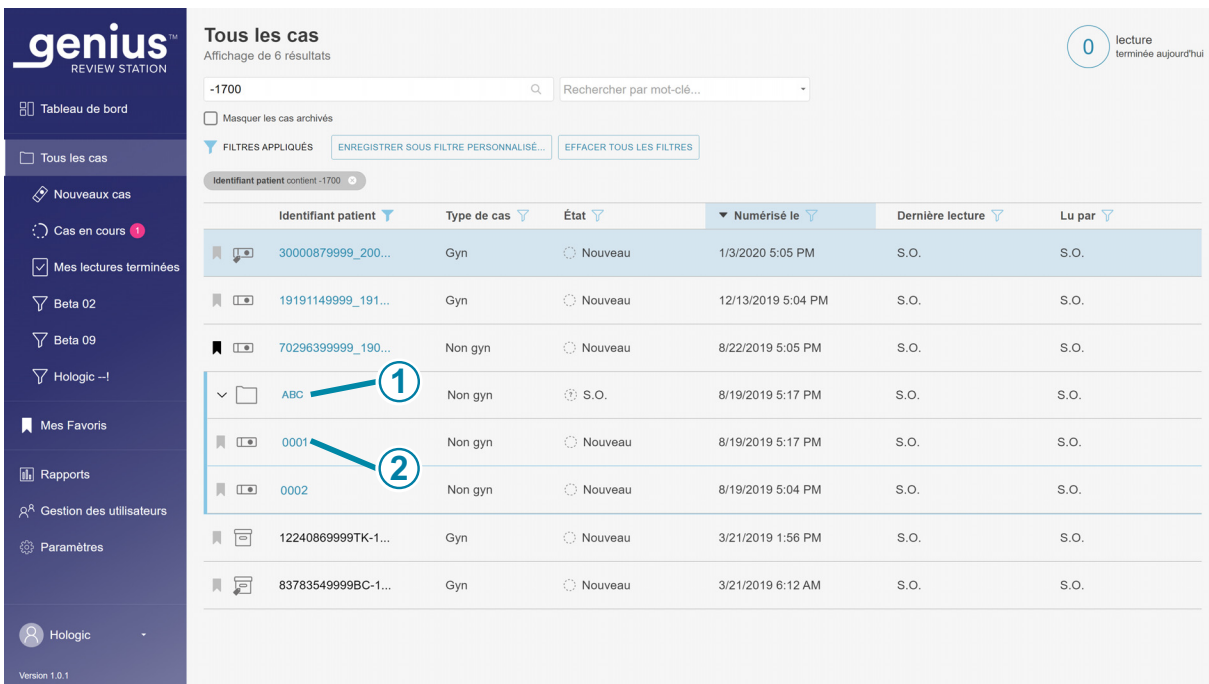 genius™
REVIEW STATION
Tableau de bord
Tous les cas
Nouveaux cas
Cas en cours 1
Mes lectures terminées
Beta 02
Beta 09
Hologic --!
Mes Favoris
Rapports
Gestion des utilisateurs
Paramètres
Hologic
Version 1.0.1
Tous les cas
Affichage de 6 résultats
0 lecture
terminée aujourd'hui
-1700 Rechercher par mot-clé...
Masquer les cas archivés
FILTRES APPLIQUÉS ENREGISTRER SOUS FILTRE PERSONNALISÉ... EFFACER TOUS LES FILTRES
Identifiant patient contient -1700
Identifiant patient Type de cas État Numérisé le Dernière lecture Lu par
30000879999_200... Gyn Nouveau 1/3/2020 5:05 PM S.O. S.O.
19191149999_191... Gyn Nouveau 12/13/2019 5:04 PM S.O. S.O.
70296399999_190... Non gyn Nouveau 8/22/2019 5:05 PM S.O. S.O.
ABC 1 Non gyn ? S.O. 8/19/2019 5:17 PM S.O. S.O.
0001 2 Non gyn Nouveau 8/19/2019 5:17 PM S.O. S.O.
0002 Non gyn Nouveau 8/19/2019 5:04 PM S.O. S.O.
12240869999TK-1... Gyn Nouveau 3/21/2019 1:56 PM S.O. S.O.
83783549999BC-1... Gyn Nouveau 3/21/2019 6:12 AM S.O. S.O.